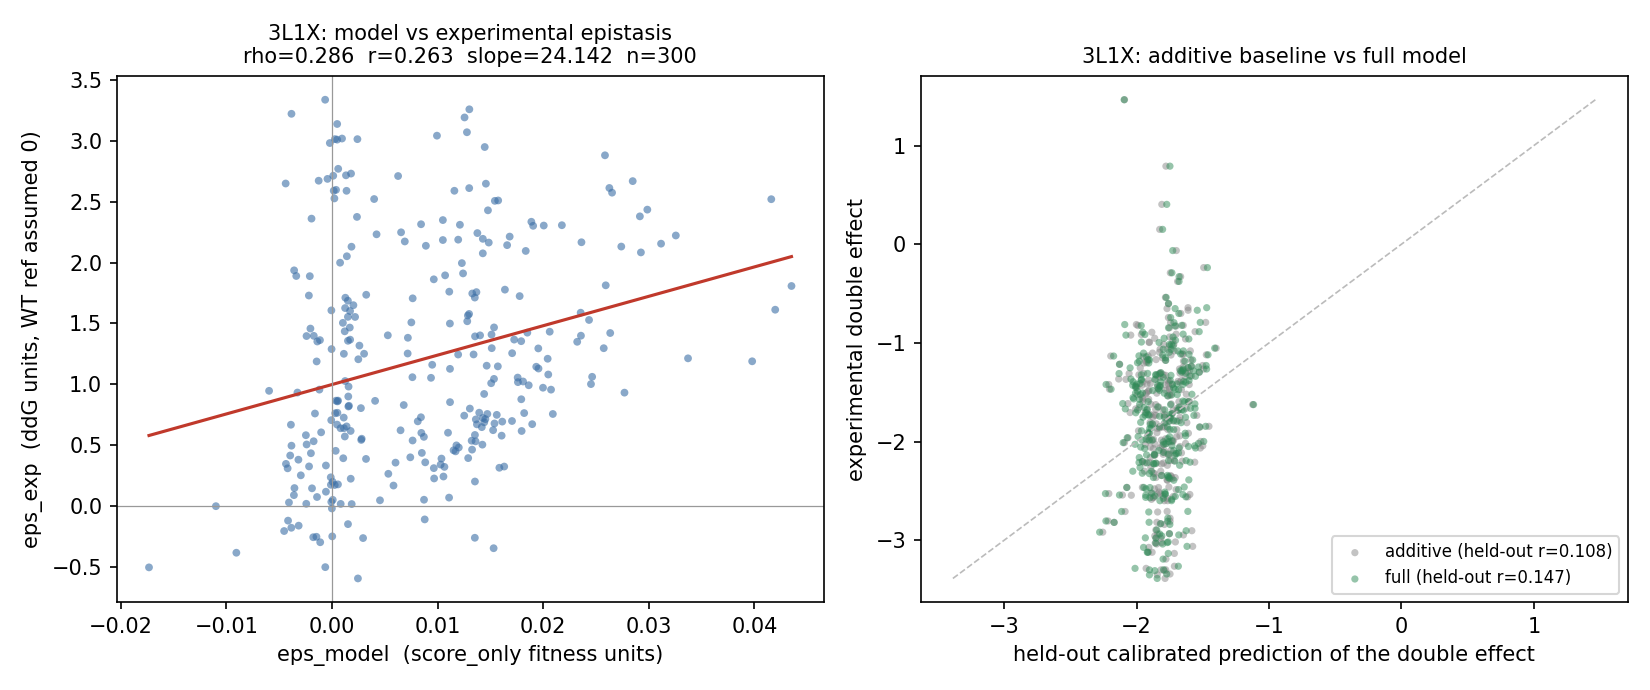 3L1X: model vs experimental epistasis
rho=0.286  r=0.263  slope=24.142  n=300
3.5
3.0
2.5
2.0
1.5
1.0
0.5
0.0
−0.5
eps_exp  (ddG units, WT ref assumed 0)
−0.02
−0.01
0.00
0.01
0.02
0.03
0.04
eps_model  (score_only fitness units)
3L1X: additive baseline vs full model
1
0
−1
−2
−3
experimental double effect
additive (held-out r=0.108)
full (held-out r=0.147)
−3
−2
−1
0
1
held-out calibrated prediction of the double effect